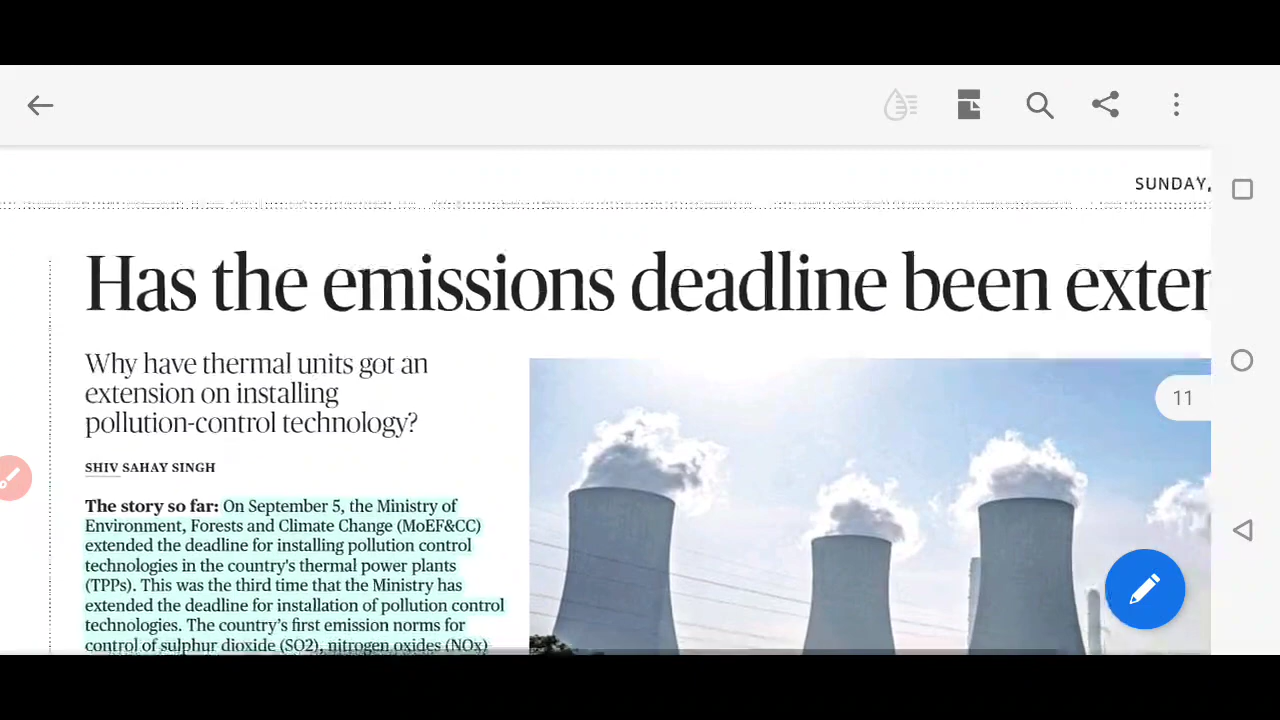 SUNDAY,
Has the emissions deadline been exten
Why have thermal units got an
extension on installing
pollution-control technology?
SHIV SAHAY SINGH
The story so far: On September 5, the Ministry of
Environment, Forests and Climate Change (MoEF&CC)
extended the deadline for installing pollution control
technologies in the country's thermal power plants
(TPPs). This was the third time that the Ministry has
extended the deadline for installation of pollution control
technologies. The country's first emission norms for
control of sulphur dioxide (SO2), nitrogen oxides (NOx)
11